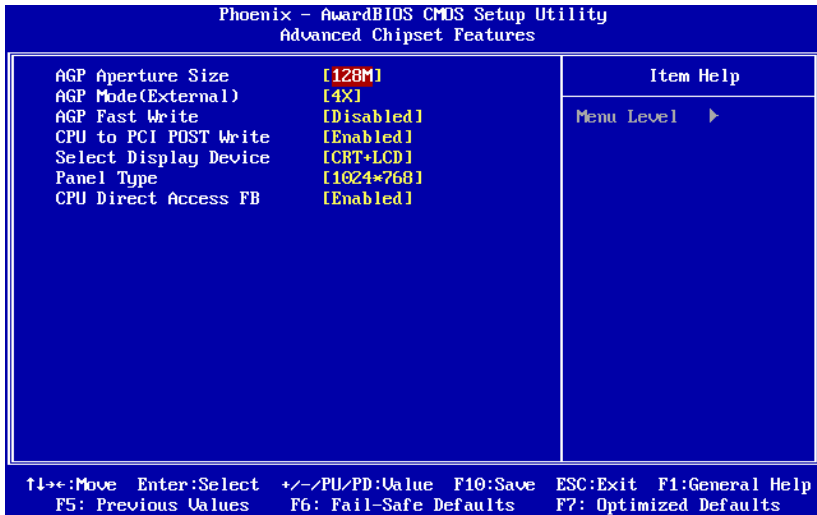 Phoenix - AwardBIOS CMOS Setup Utility
Advanced Chipset Features
AGP Aperture Size [128M]
AGP Mode(External) [4X]
AGP Fast Write [Disabled]
CPU to PCI POST Write [Enabled]
Select Display Device [CRT+LCD]
Panel Type [1024*768]
CPU Direct Access FB [Enabled]
Item Help
Menu Level ▶
↑↓→←:Move Enter:Select +/-/PU/PD:Value F10:Save ESC:Exit F1:General Help
F5: Previous Values F6: Fail-Safe Defaults F7: Optimized Defaults